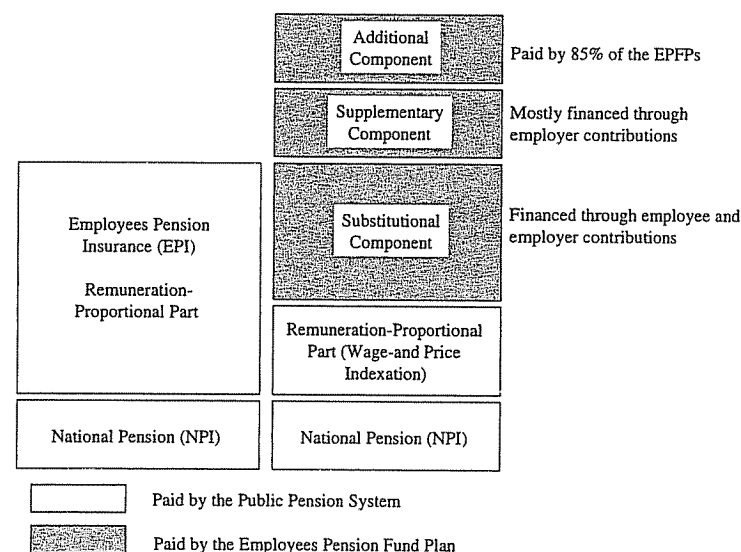 Additional
Component
Paid by 85% of the EPFPs
Supplementary
Component
Mostly financed through
employer contributions
Employees Pension
Insurance (EPI)
Remuneration-
Proportional Part
Substitutional
Component
Financed through employee and
employer contributions
Remuneration-Proportional
Part (Wage-and Price
Indexation)
National Pension (NPI)
National Pension (NPI)
Paid by the Public Pension System
Paid by the Employees Pension Fund Plan